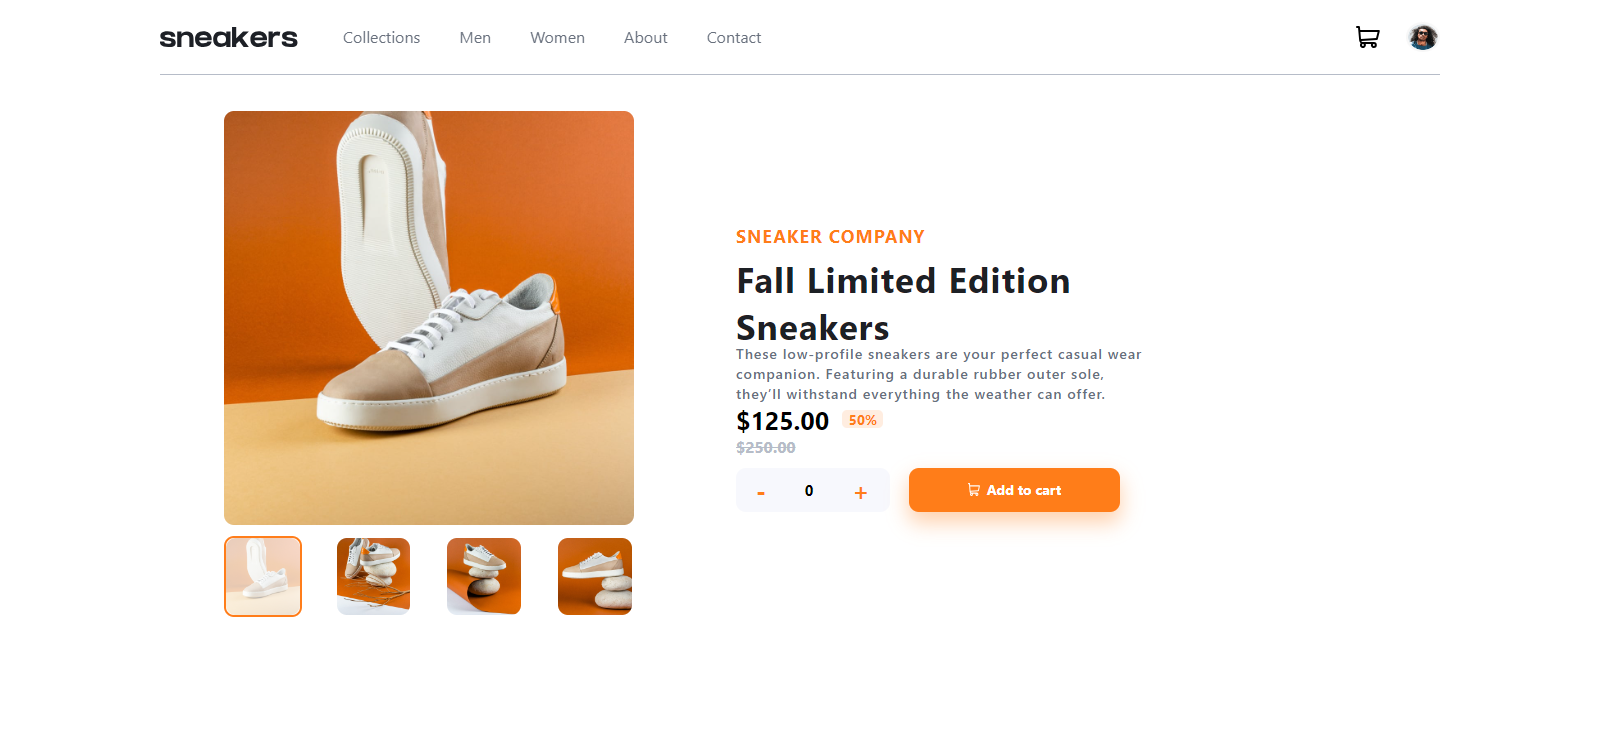 sneakers Collections Men Women About Contact
SNEAKER COMPANY
Fall Limited Edition
Sneakers
These low-profile sneakers are your perfect casual wear
companion. Featuring a durable rubber outer sole,
they’ll withstand everything the weather can offer.
$125.00 50%
$250.00
- 0 + Add to cart